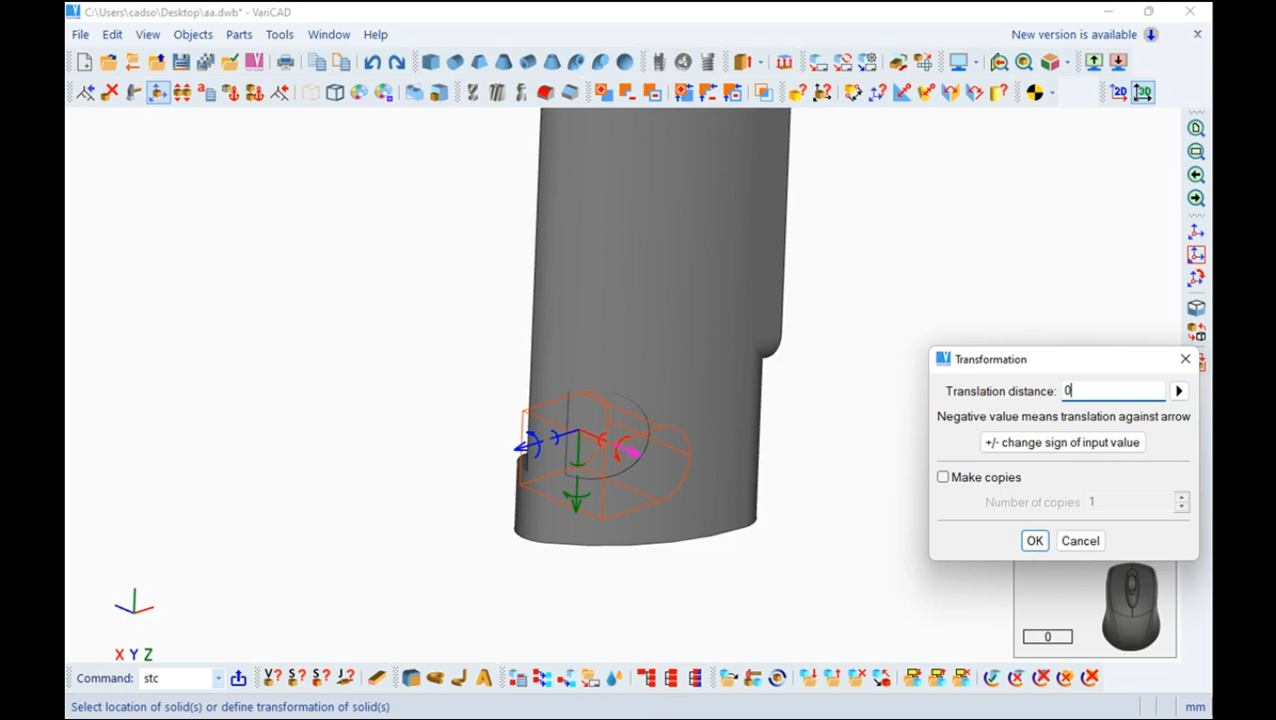 C:\Users\cadso\Desktop\aa.dwb* - VariCAD
File Edit View Objects Parts Tools Window Help
New version is available
2D 3D
Transformation
Translation distance: 0
Negative value means translation against arrow
+/- change sign of input value
Make copies
Number of copies 1
OK Cancel
0
X Y Z
Command: stc
Select location of solid(s) or define transformation of solid(s)
mm